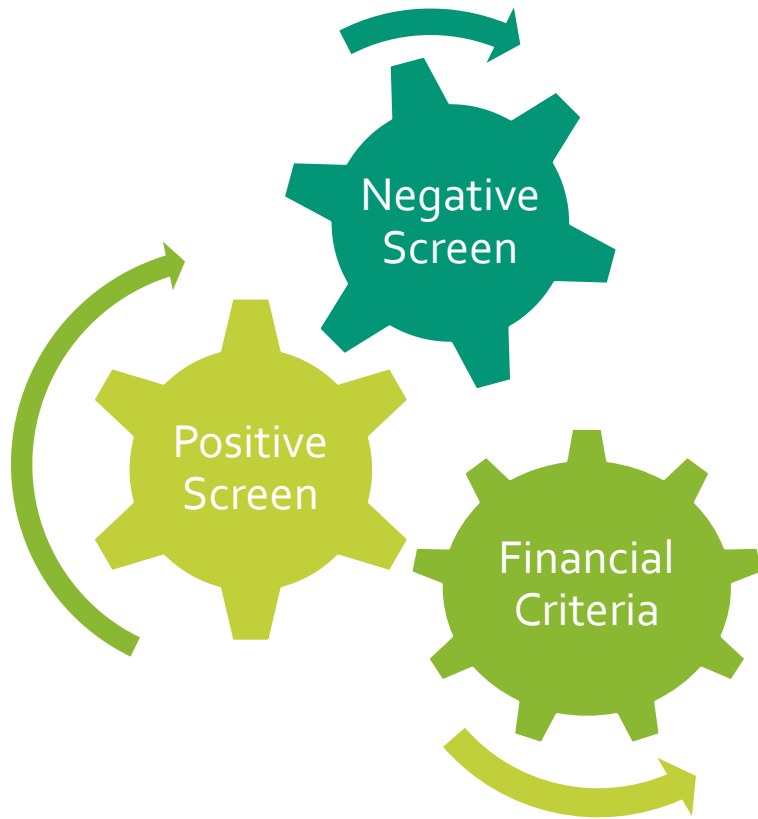 Negative
Screen
Positive
Screen
Financial
Criteria